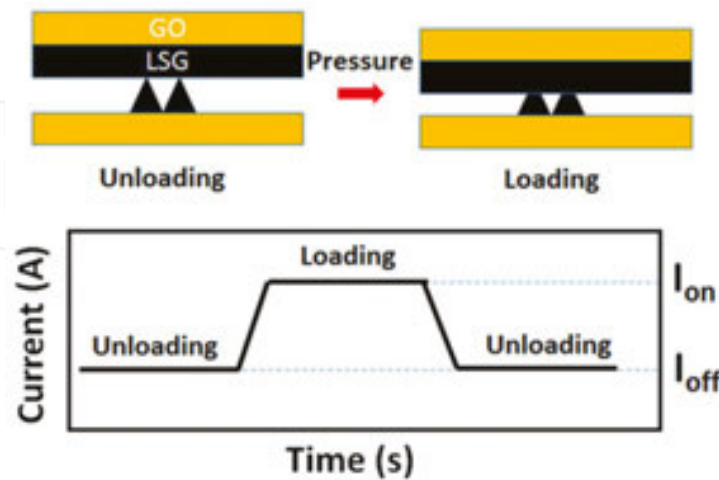 GO
LSG
Pressure
Unloading
Loading
Current (A)
Loading
Unloading
Unloading
Ion
Ioff
Time (s)